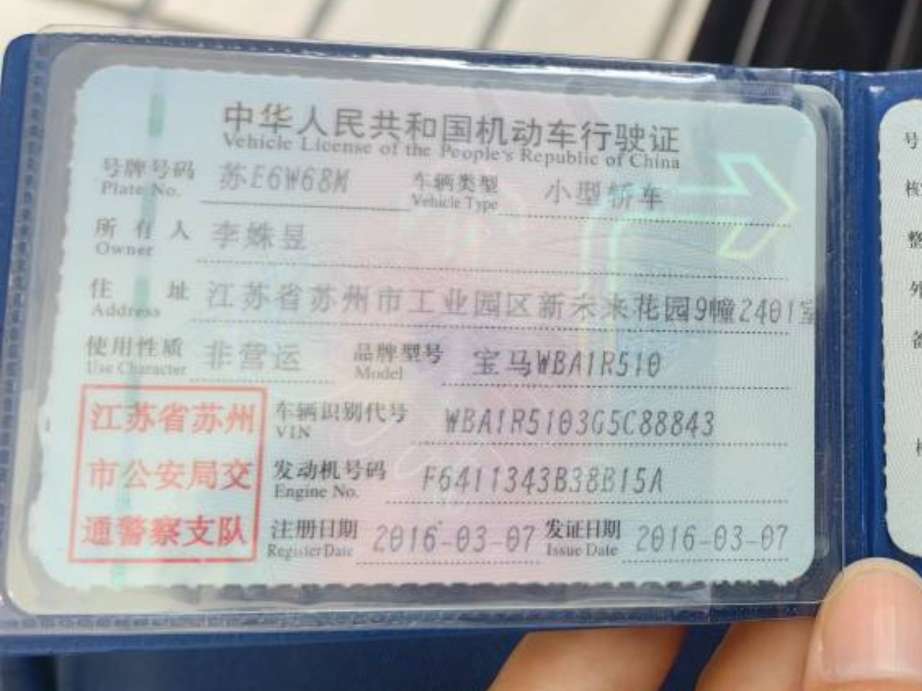 中华人民共和国机动车行驶证
Vehicle License of the People's Republic of China
号牌号码 苏E6W68M 车辆类型 小型轿车
Plate No. Vehicle Type
所有人 李姝昱
Owner
住址 江苏省苏州市工业园区新未来花园9幢2401室
Address
使用性质 非营运 品牌型号 宝马WBA1R510
Use Character Model
江苏省苏州 车辆识别代号 WBA1R5103G5C88843
VIN
市公安局交 发动机号码 F6411343B38B15A
Engine No.
通警察支队 注册日期 2016-03-07 发证日期 2016-03-07
Register Date Issue Date
号